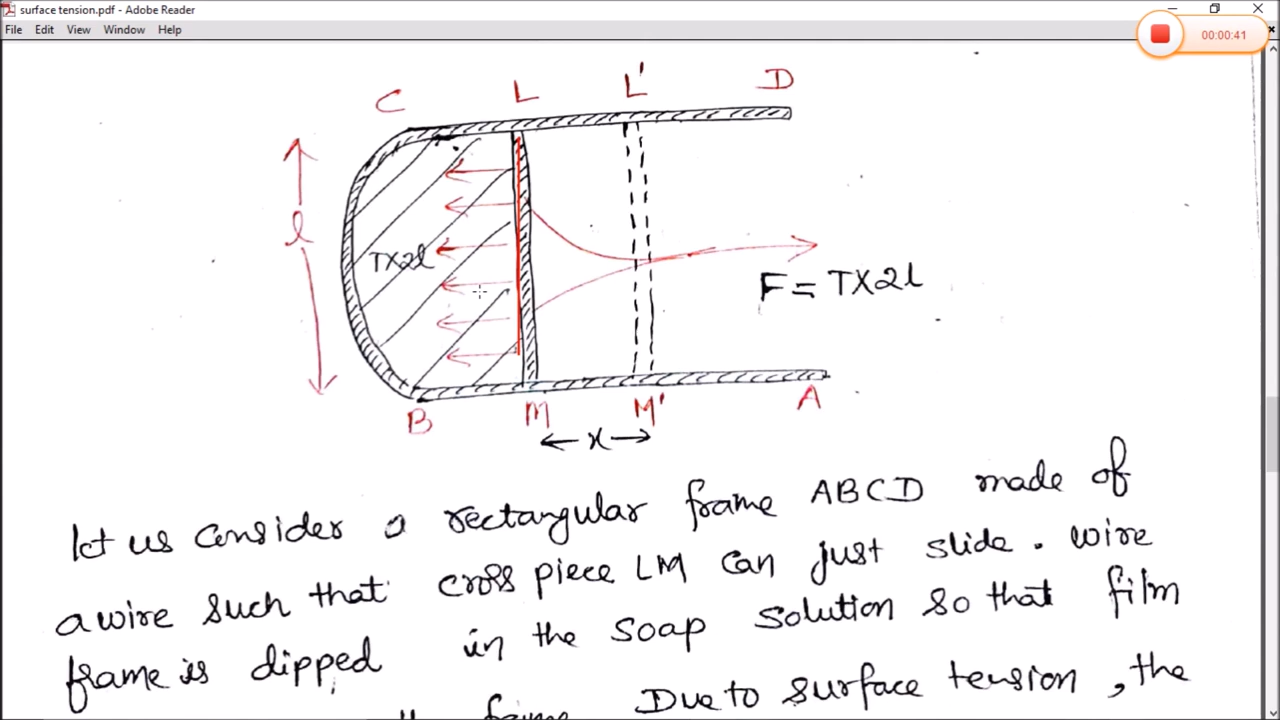 surface tension.pdf - Adobe Reader
File Edit View Window Help
00:00:41
C L L' D
l
TX2l
F = TX2l
B M M' A
x
let us consider a rectangular frame ABCD made of
a wire such that cross piece LM can just slide. wire
frame is dipped in the soap solution so that film
frame. Due to surface tension, the